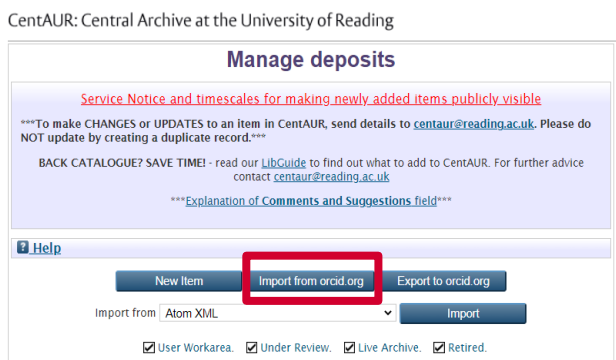 CentAUR: Central Archive at the University of Reading
Manage deposits
Service Notice and timescales for making newly added items publicly visible
***To make CHANGES or UPDATES to an item in CentAUR, send details to centaur@reading.ac.uk. Please do
NOT update by creating a duplicate record.***
BACK CATALOGUE? SAVE TIME! - read our LibGuide to find out what to add to CentAUR. For further advice
contact centaur@reading.ac.uk
***Explanation of Comments and Suggestions field***
? Help
New Item Import from orcid.org Export to orcid.org
Import from Atom XML Import
User Workarea. Under Review. Live Archive. Retired.